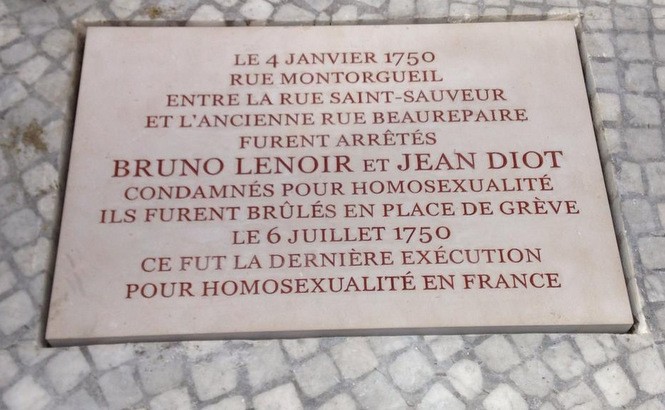 LE 4 JANVIER 1750
RUE MONTORGUEIL
ENTRE LA RUE SAINT-SAUVEUR
ET L'ANCIENNE RUE BEAUREPAIRE
FURENT ARRÊTÉS
BRUNO LENOIR ET JEAN DIOT
CONDAMNÉS POUR HOMOSEXUALITÉ
ILS FURENT BRÛLÉS EN PLACE DE GRÈVE
LE 6 JUILLET 1750
CE FUT LA DERNIÈRE EXÉCUTION
POUR HOMOSEXUALITÉ EN FRANCE